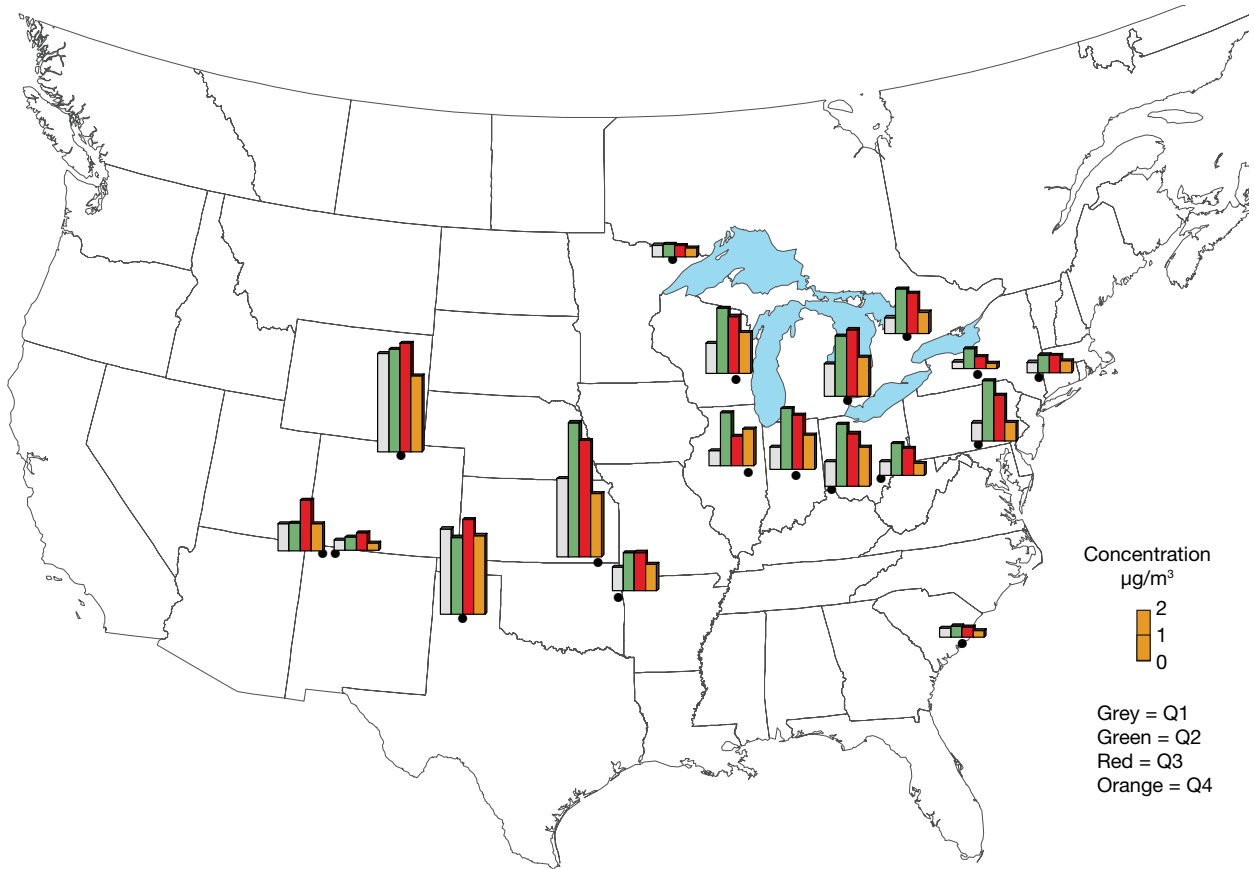 Concentration
µg/m³
2
1
0
Grey = Q1
Green = Q2
Red = Q3
Orange = Q4